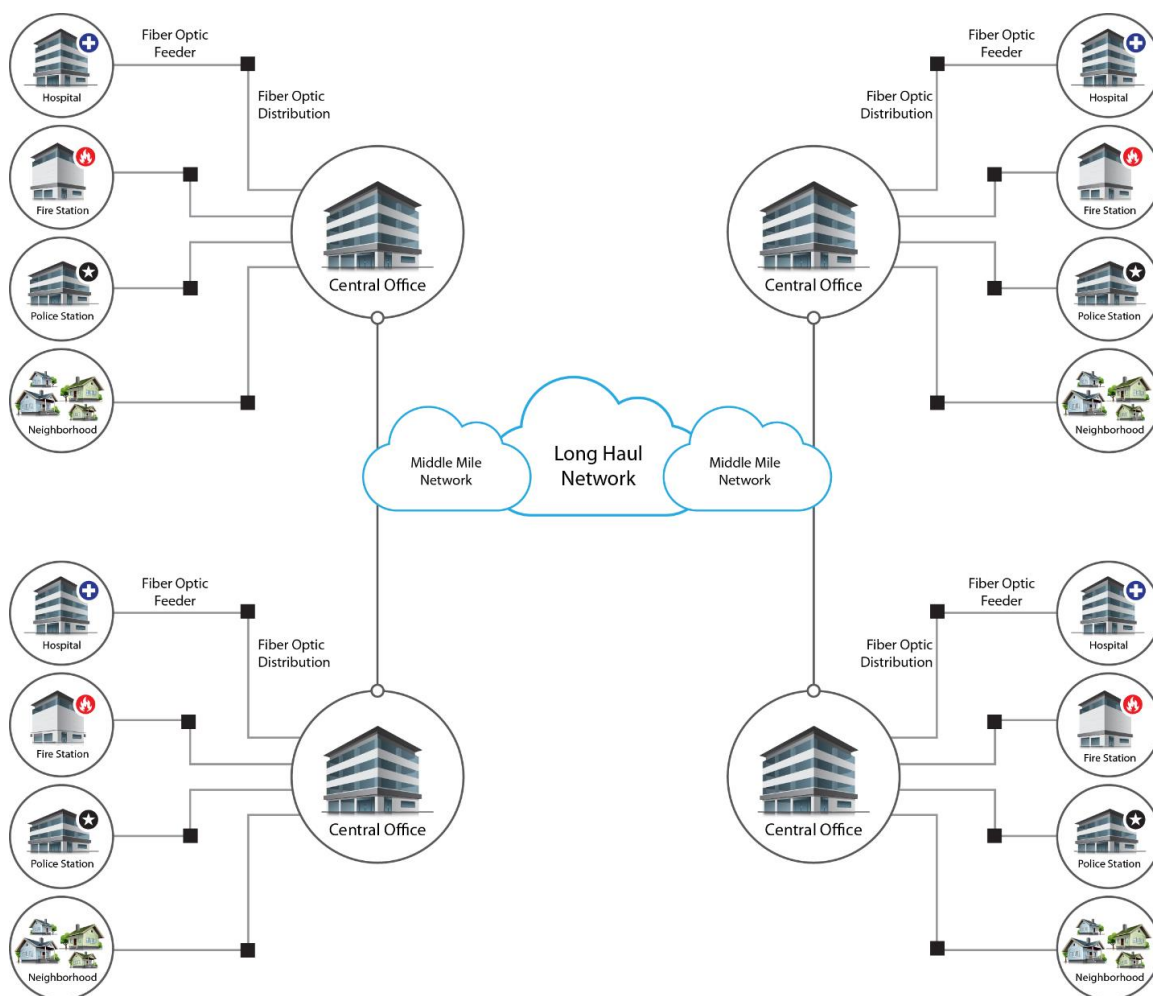 Fiber Optic
Feeder
Hospital
Fiber Optic
Distribution
Fire Station
Police Station
Neighborhood
Central Office
Fiber Optic
Feeder
Hospital
Fiber Optic
Distribution
Fire Station
Police Station
Neighborhood
Central Office
Middle Mile
Network
Long Haul
Network
Middle Mile
Network
Fiber Optic
Feeder
Hospital
Fiber Optic
Distribution
Fire Station
Police Station
Neighborhood
Central Office
Fiber Optic
Feeder
Hospital
Fiber Optic
Distribution
Fire Station
Police Station
Neighborhood
Central Office